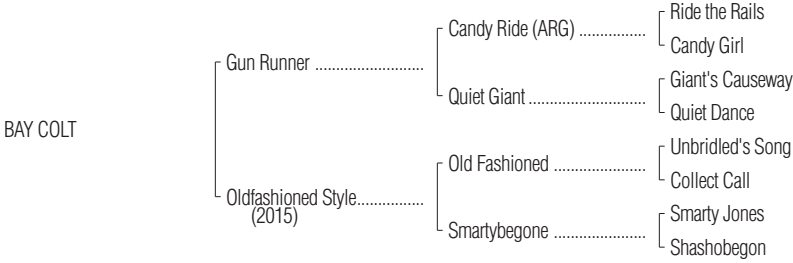 Ride the Rails
Candy Ride (ARG) ................
Candy Girl
Gun Runner ..........................
Giant's Causeway
Quiet Giant ............................
Quiet Dance
BAY COLT
Unbridled's Song
Old Fashioned ......................
Collect Call
Oldfashioned Style................
(2015)
Smarty Jones
Smartybegone ......................
Shashobegon